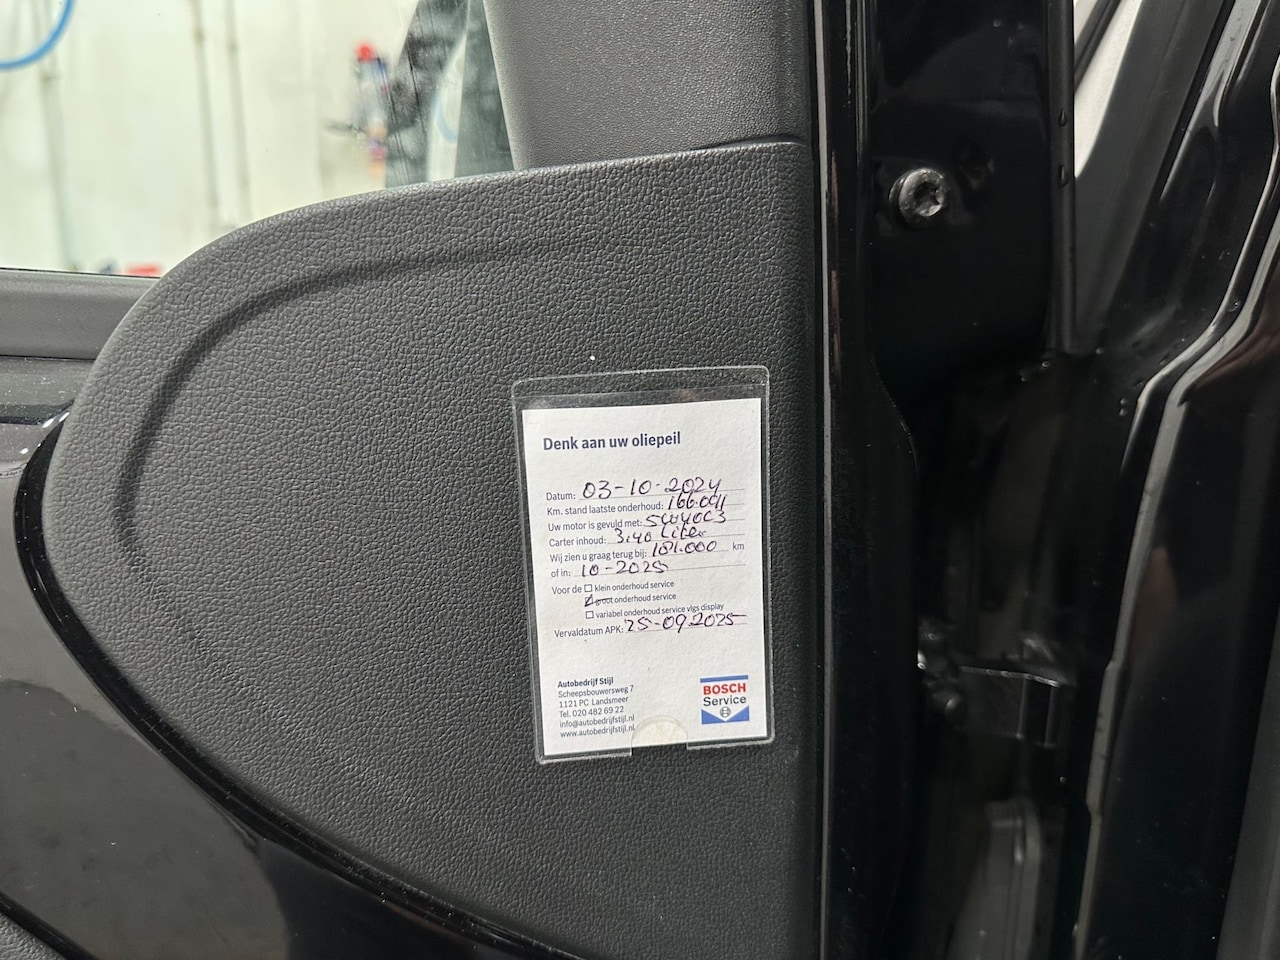 Denk aan uw oliepeil
Datum: 03-10-2024
Km. stand laatste onderhoud: 166.041
Uw motor is gevuld met: 5W40C3
Carter inhoud: 3,40 Liter
Wij zien u graag terug bij: 181.000 km
of in: 10-2025
Voor de ☐ klein onderhoud service
☑ groot onderhoud service
☐ variabel onderhoud service vlgs display
Vervaldatum APK: 25-09-2025
Autobedrijf Stijl
Scheepsbouwersweg 7
1121 PC Landsmeer
Tel. 020 482 69 22
info@autobedrijfstijl.nl
www.autobedrijfstijl.nl
BOSCH
Service